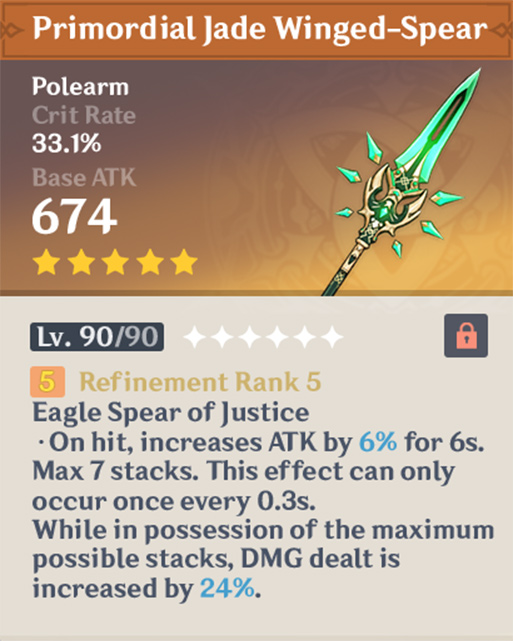 Primordial Jade Winged-Spear
Polearm
Crit Rate
33.1%
Base ATK
674
Lv. 90/90
5 Refinement Rank 5
Eagle Spear of Justice
·On hit, increases ATK by 6% for 6s.
Max 7 stacks. This effect can only
occur once every 0.3s.
While in possession of the maximum
possible stacks, DMG dealt is
increased by 24%.